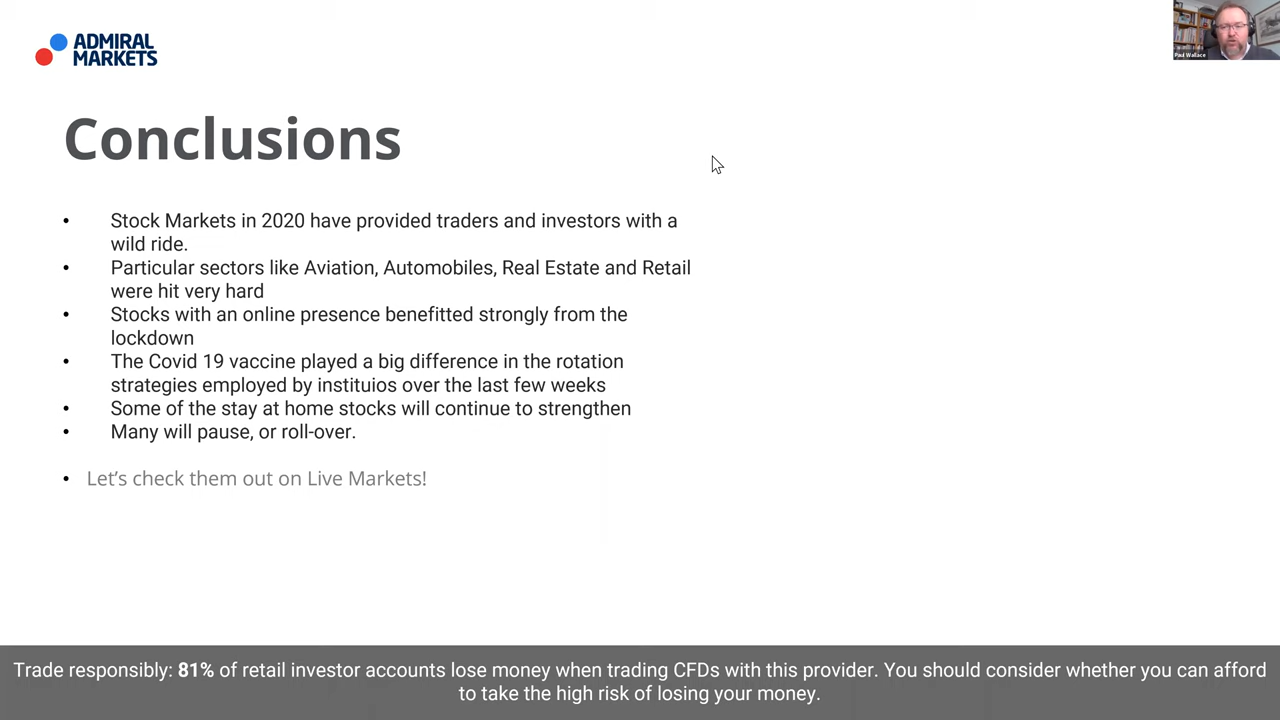 ADMIRAL
MARKETS
Paul Wallace
Conclusions
• Stock Markets in 2020 have provided traders and investors with a
wild ride.
• Particular sectors like Aviation, Automobiles, Real Estate and Retail
were hit very hard
• Stocks with an online presence benefitted strongly from the
lockdown
• The Covid 19 vaccine played a big difference in the rotation
strategies employed by instituios over the last few weeks
• Some of the stay at home stocks will continue to strengthen
• Many will pause, or roll-over.
• Let's check them out on Live Markets!
Trade responsibly: 81% of retail investor accounts lose money when trading CFDs with this provider. You should consider whether you can afford
to take the high risk of losing your money.